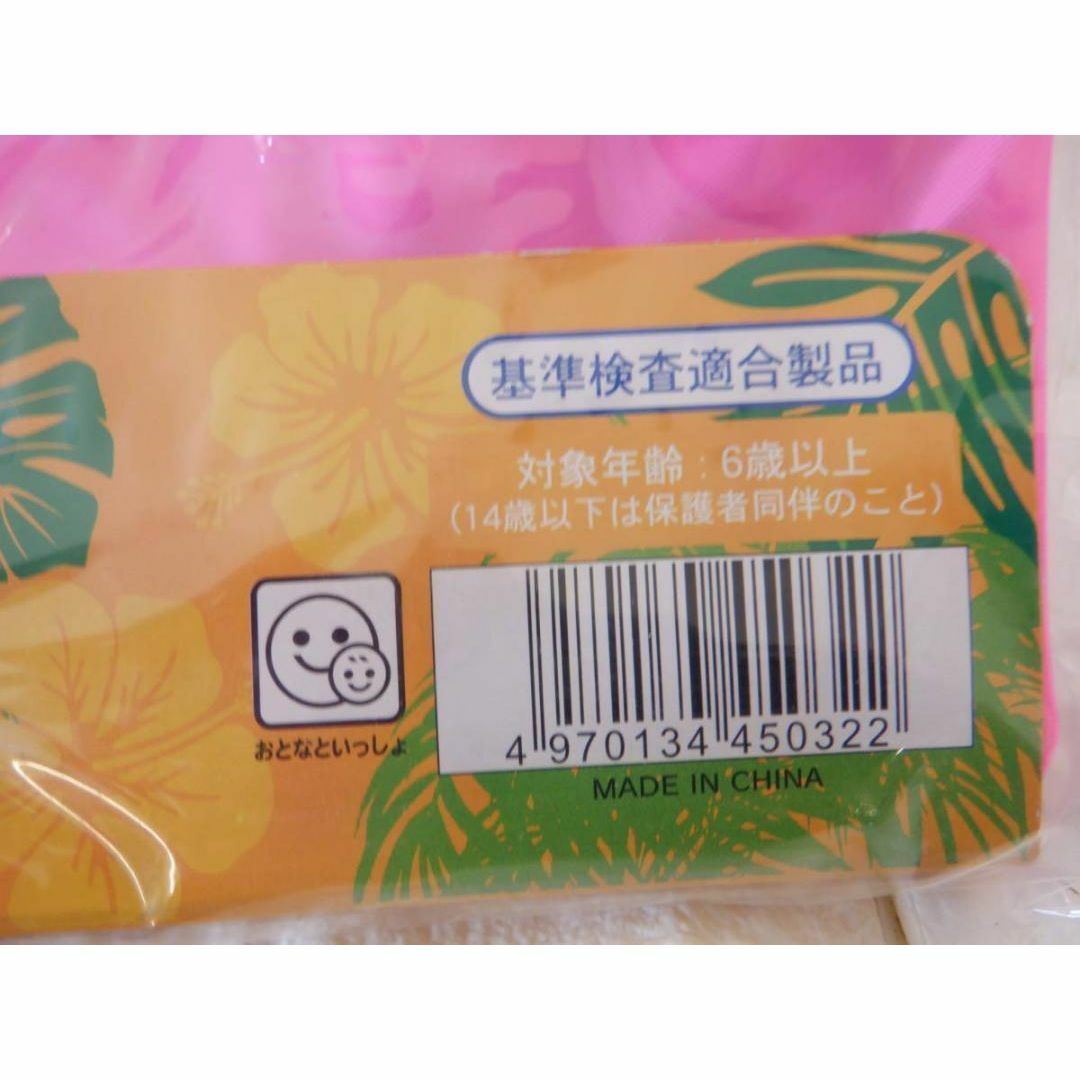 基準検査適合製品
対象年齢：6歳以上
(14歳以下は保護者同伴のこと)
おとなといっしょ
4 970134 450322
MADE IN CHINA